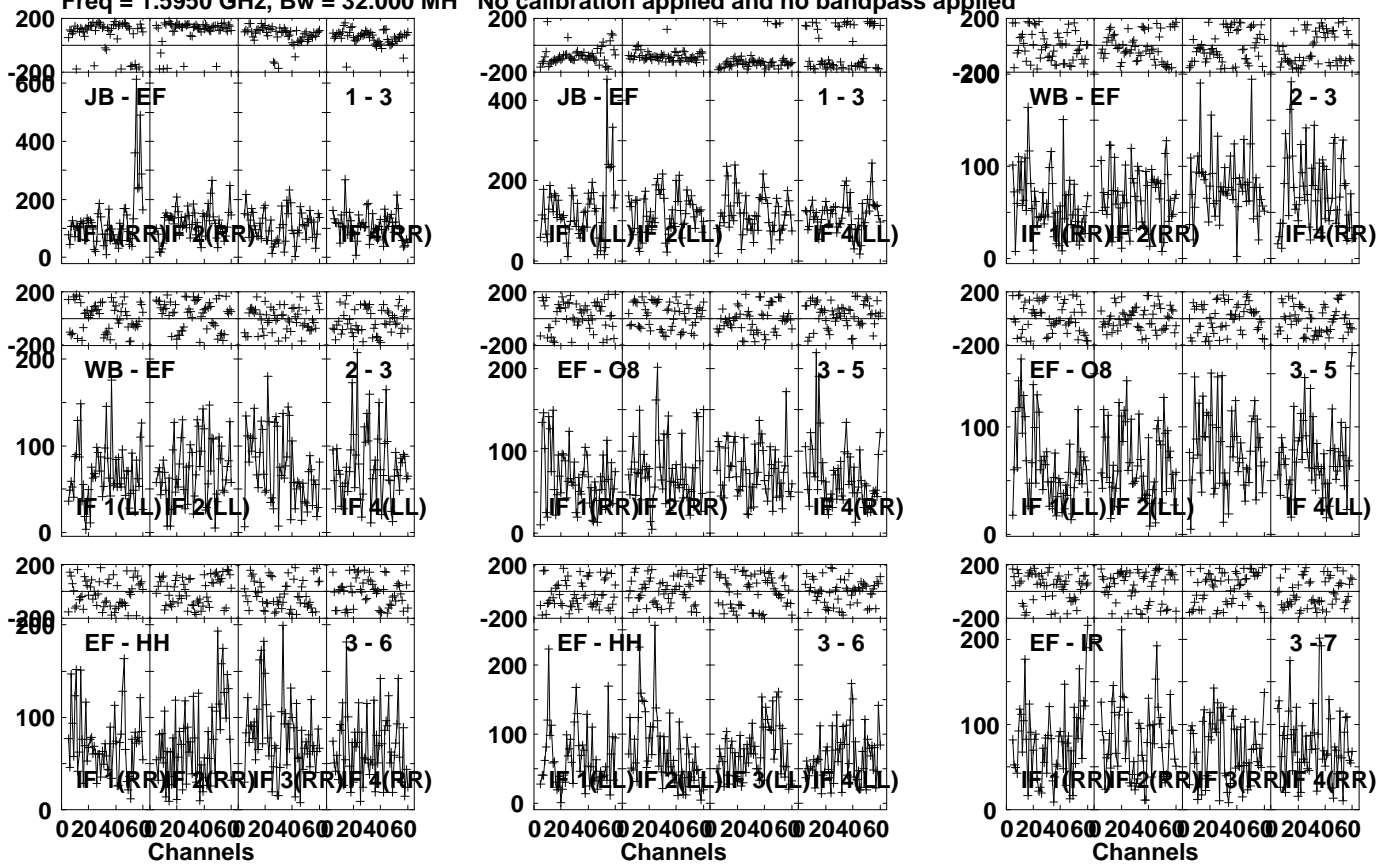 Freq = 1.5950 GHz, Bw = 32.000 MH No calibration applied and no bandpass applied
200
-200
600
400
200
0
JB - EF 1 - 3
IF 1(RR) IF 2(RR) IF 4(RR)
200
-200
400
200
0
JB - EF 1 - 3
IF 1(LL) IF 2(LL) IF 4(LL)
200
-200
200
100
0
WB - EF 2 - 3
IF 1(RR) IF 2(RR) IF 4(RR)
200
-200
200
100
0
WB - EF 2 - 3
IF 1(LL) IF 2(LL) IF 4(LL)
200
-200
200
100
0
EF - O8 3 - 5
IF 1(RR) IF 2(RR) IF 4(RR)
200
-200
100
0
EF - O8 3 - 5
IF 1(LL) IF 2(LL) IF 4(LL)
200
-200
200
100
0
EF - HH 3 - 6
IF 1(RR) IF 2(RR) IF 3(RR) IF 4(RR)
0 20 40 60 0 20 40 60 0 20 40 60 0 20 40 60
Channels
200
-200
200
100
0
EF - HH 3 - 6
IF 1(LL) IF 2(LL) IF 3(LL) IF 4(LL)
0 20 40 60 0 20 40 60 0 20 40 60 0 20 40 60
Channels
200
-200
200
100
0
EF - IR 3 - 7
IF 1(RR) IF 2(RR) IF 3(RR) IF 4(RR)
0 20 40 60 0 20 40 60 0 20 40 60 0 20 40 60
Channels